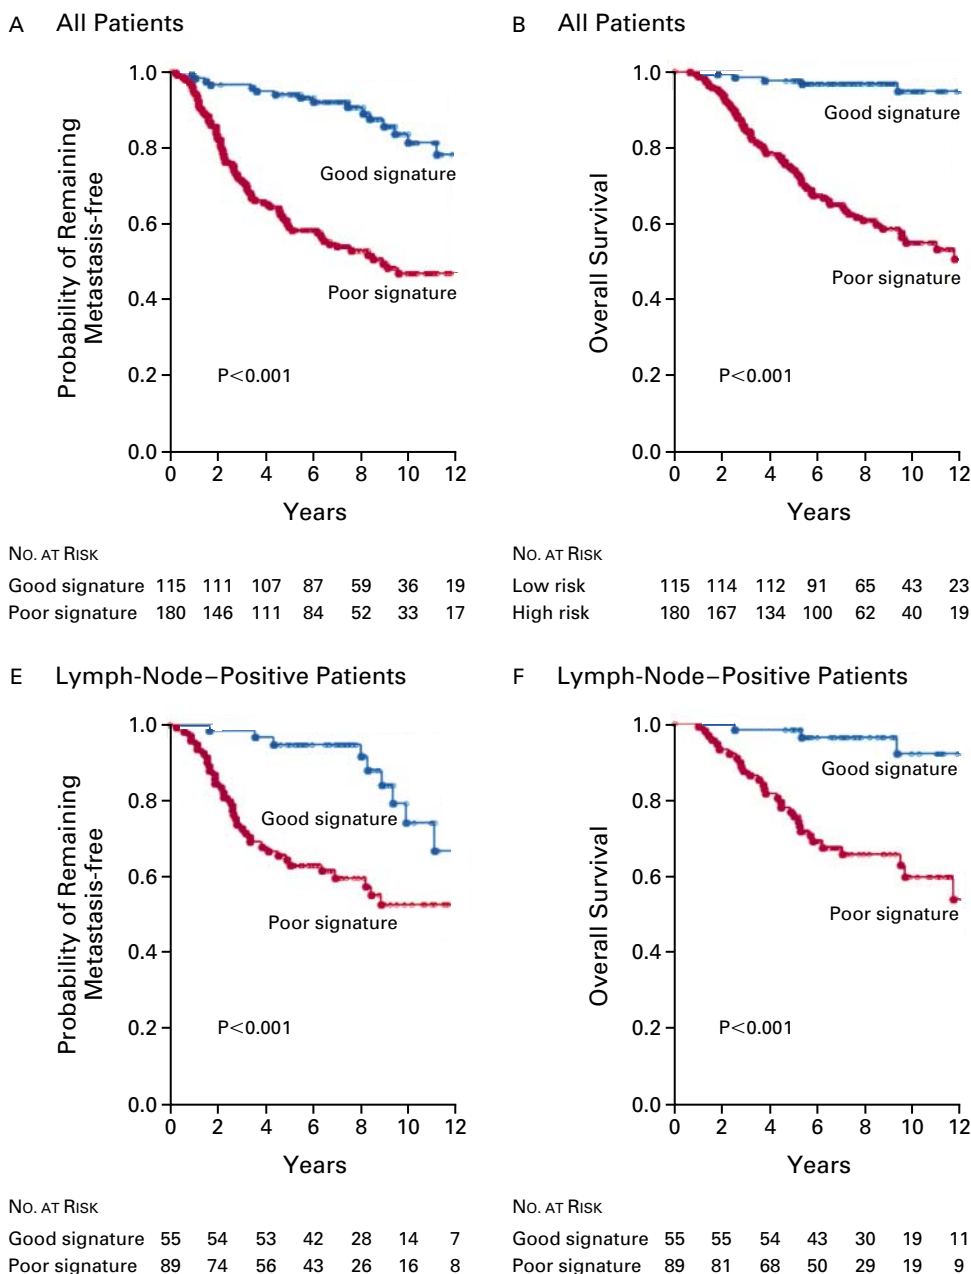 A All Patients
Probability of Remaining
Metastasis-free
1.0
0.8
0.6
0.4
0.2
0.0
Good signature
Poor signature
P<0.001
0 2 4 6 8 10 12
Years
NO. AT RISK
Good signature 115 111 107 87 59 36 19
Poor signature 180 146 111 84 52 33 17
B All Patients
Overall Survival
1.0
0.8
0.6
0.4
0.2
0.0
Good signature
Poor signature
P<0.001
0 2 4 6 8 10 12
Years
NO. AT RISK
Low risk 115 114 112 91 65 43 23
High risk 180 167 134 100 62 40 19
E Lymph-Node–Positive Patients
Probability of Remaining
Metastasis-free
1.0
0.8
0.6
0.4
0.2
0.0
Good signature
Poor signature
P<0.001
0 2 4 6 8 10 12
Years
NO. AT RISK
Good signature 55 54 53 42 28 14 7
Poor signature 89 74 56 43 26 16 8
F Lymph-Node–Positive Patients
Overall Survival
1.0
0.8
0.6
0.4
0.2
0.0
Good signature
Poor signature
P<0.001
0 2 4 6 8 10 12
Years
NO. AT RISK
Good signature 55 55 54 43 30 19 11
Poor signature 89 81 68 50 29 19 9